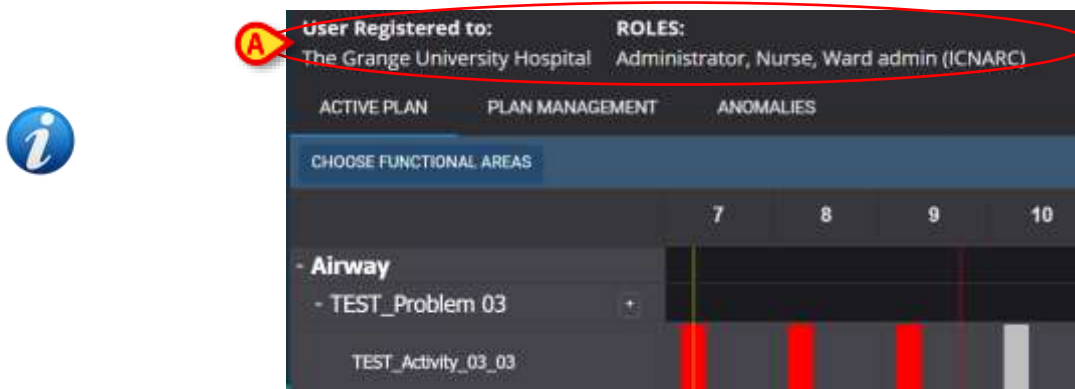 User Registered to: ROLES:
A
The Grange University Hospital Administrator, Nurse, Ward admin (ICNARC)
ACTIVE PLAN PLAN MANAGEMENT ANOMALIES
i
CHOOSE FUNCTIONAL AREAS
7 8 9 10
- Airway
- TEST_Problem 03 +
TEST_Activity_03_03